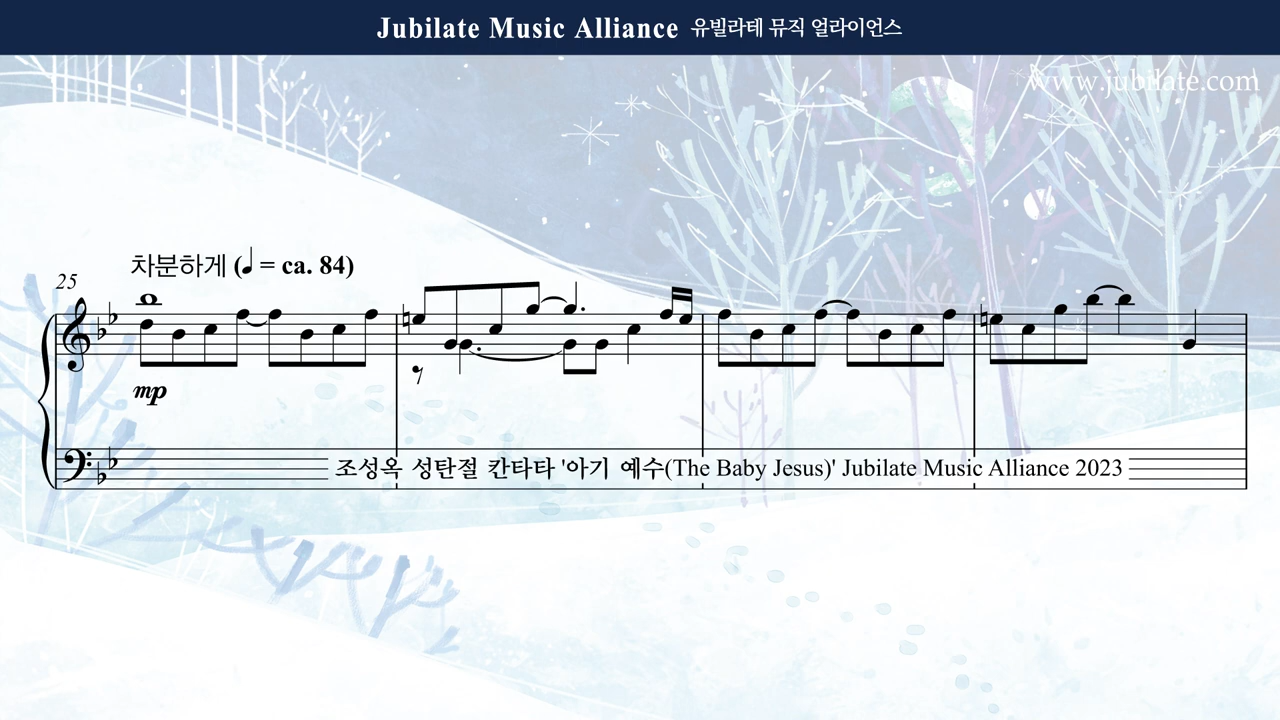 Jubilate Music Alliance 유빌라테 뮤직 얼라이언스
www.jubilate.com
차분하게 (♩ = ca. 84)
25
mp
조성옥 성탄절 칸타타 '아기 예수(The Baby Jesus)' Jubilate Music Alliance 2023